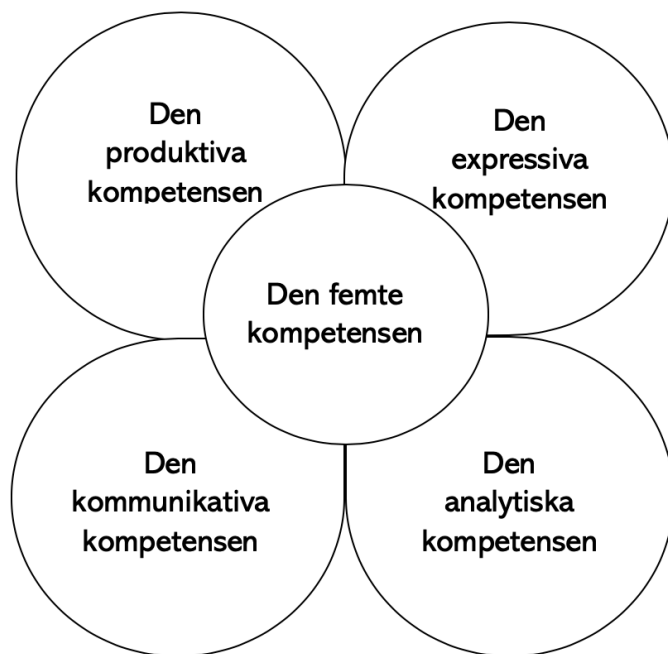 Den
produktiva
kompetensen
Den
expressiva
kompetensen
Den femte
kompetensen
Den
kommunikativa
kompetensen
Den
analytiska
kompetensen